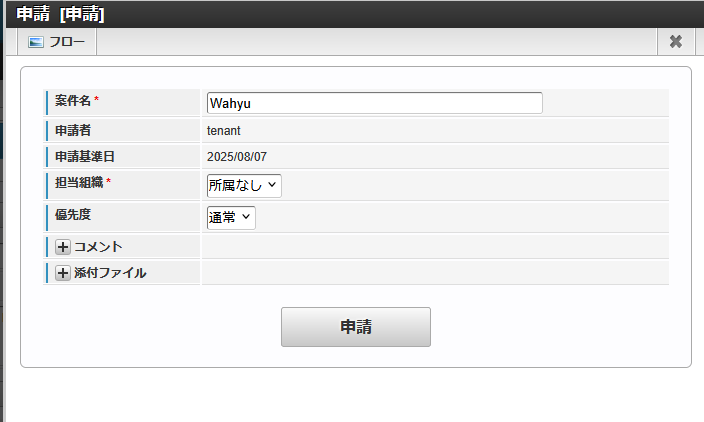 申請 [申請]
フロー
案件名 * Wahyu
申請者 tenant
申請基準日 2025/08/07
担当組織 * 所属なし
優先度 通常
コメント
添付ファイル
申請